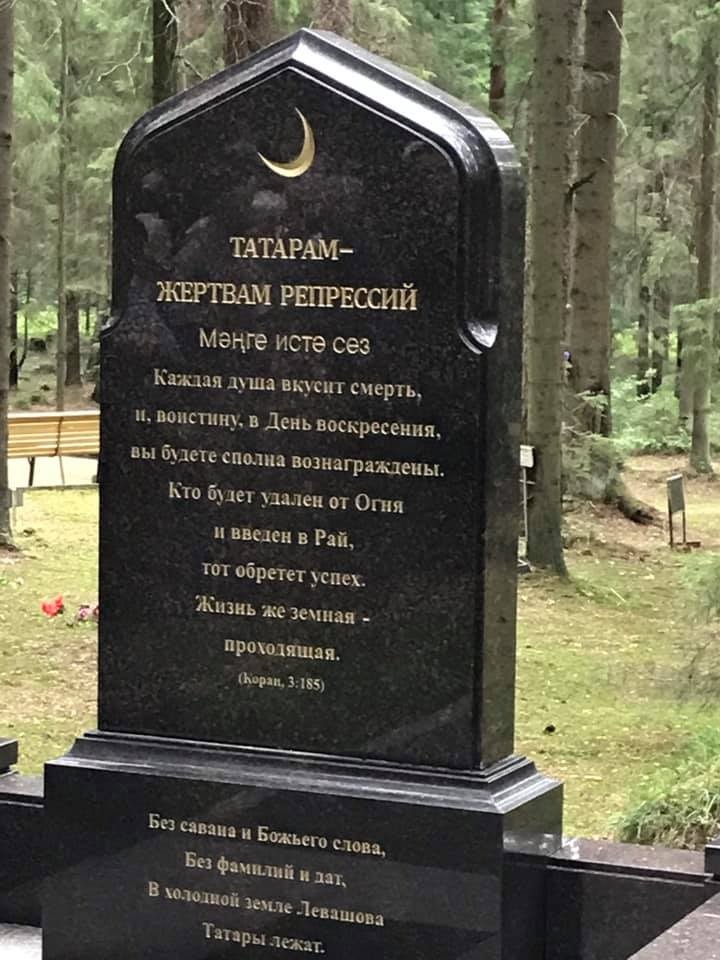 ТАТАРАМ–
ЖЕРТВАМ РЕПРЕССИЙ
Мәңге истә сез
Каждая душа вкусит смерть,
и, воистину, в День воскресения,
вы будете сполна вознаграждены.
Кто будет удален от Огня
и введен в Рай,
тот обретет успех.
Жизнь же земная -
проходящая.
(Коран, 3:185)
Без савана и Божьего слова,
Без фамилий и дат,
В холодной земле Левашова
Татары лежат.